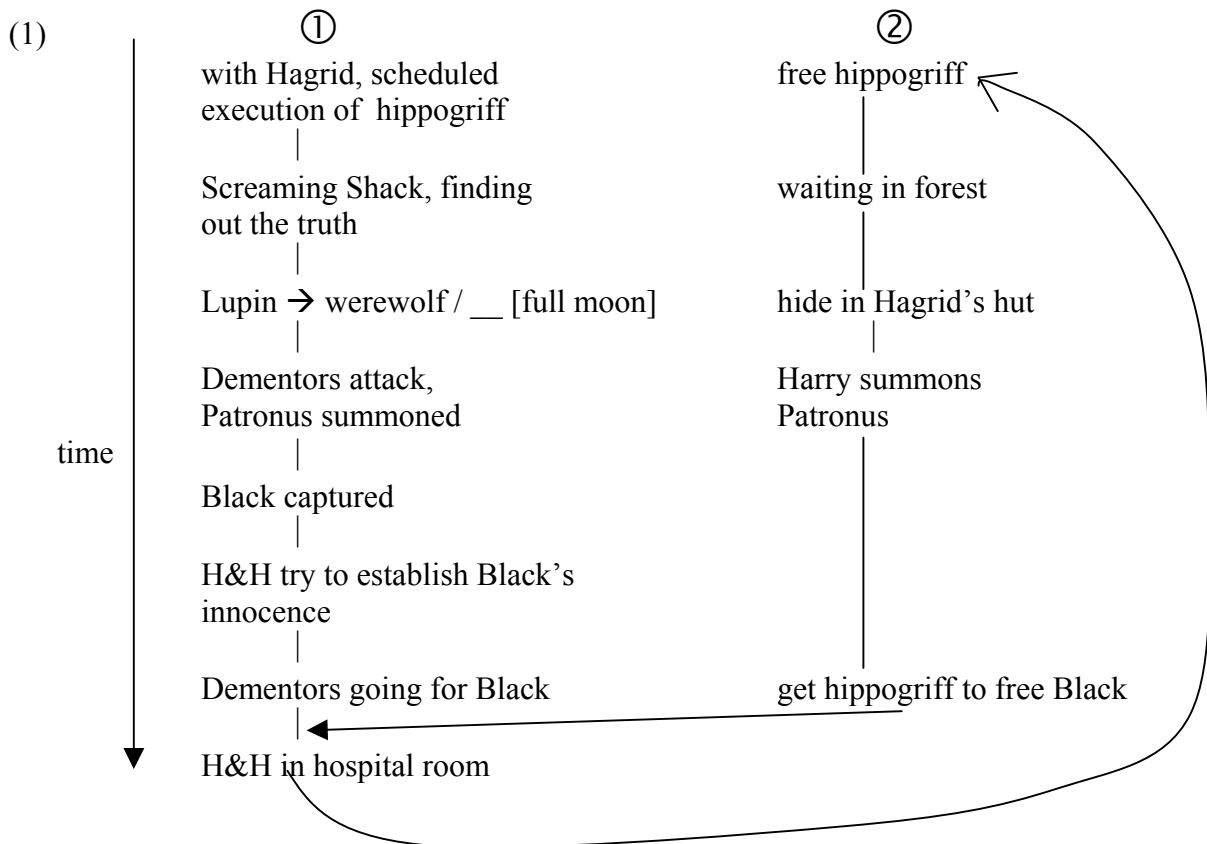 (1)
①
②
with Hagrid, scheduled
execution of hippogriff
free hippogriff
Screaming Shack, finding
out the truth
waiting in forest
Lupin → werewolf / __ [full moon]
hide in Hagrid's hut
Dementors attack,
Patronus summoned
Harry summons
Patronus
time
Black captured
H&H try to establish Black's
innocence
Dementors going for Black
get hippogriff to free Black
H&H in hospital room